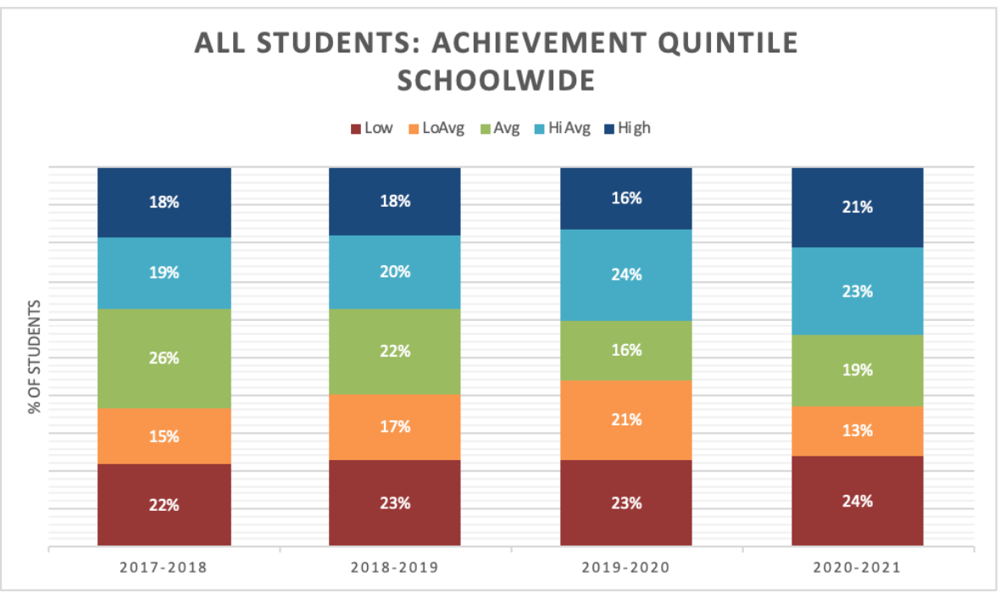 ALL STUDENTS: ACHIEVEMENT QUINTILE
SCHOOLWIDE
Low LoAvg Avg HiAvg High
% OF STUDENTS
18% 18% 16% 21%
19% 20% 24% 23%
26% 22% 16% 19%
15% 17% 21% 13%
22% 23% 23% 24%
2017-2018 2018-2019 2019-2020 2020-2021